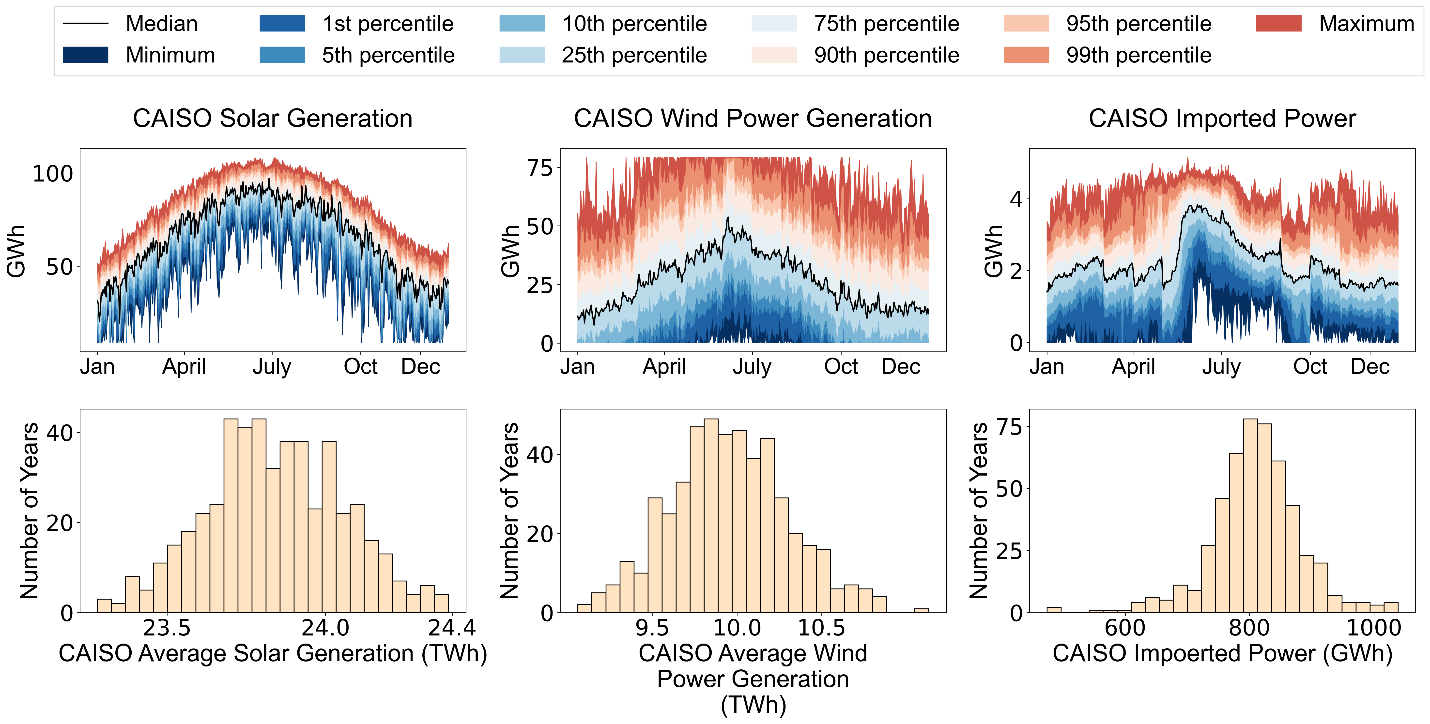 Median
Minimum
1st percentile
5th percentile
10th percentile
25th percentile
75th percentile
90th percentile
95th percentile
99th percentile
Maximum
CAISO Solar Generation
GWh
100
50
Jan April July Oct Dec
CAISO Wind Power Generation
GWh
75
50
25
0
Jan April July Oct Dec
CAISO Imported Power
GWh
4
2
0
Jan April July Oct Dec
Number of Years
40
20
0
23.5 24.0 24.4
CAISO Average Solar Generation (TWh)
Number of Years
40
20
0
9.5 10.0 10.5
CAISO Average Wind
Power Generation
(TWh)
Number of Years
75
50
25
0
600 800 1000
CAISO Impoerted Power (GWh)